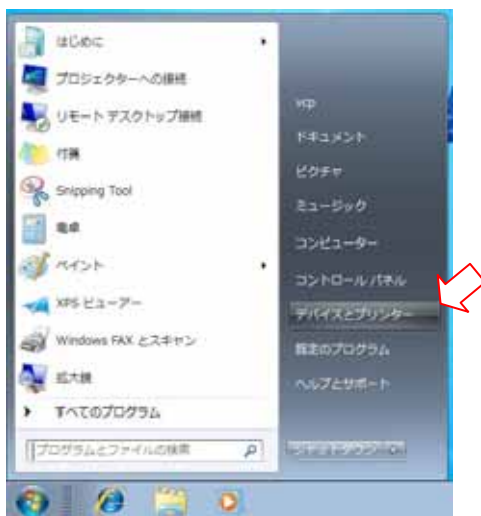 はじめに
プロジェクターへの接続
リモート デスクトップ接続
付箋
Snipping Tool
電卓
ペイント
XPS ビューアー
Windows FAX とスキャン
拡大鏡
すべてのプログラム
プログラムとファイルの検索
vcp
ドキュメント
ピクチャ
ミュージック
コンピューター
コントロール パネル
デバイスとプリンター
既定のプログラム
ヘルプとサポート
シャットダウン